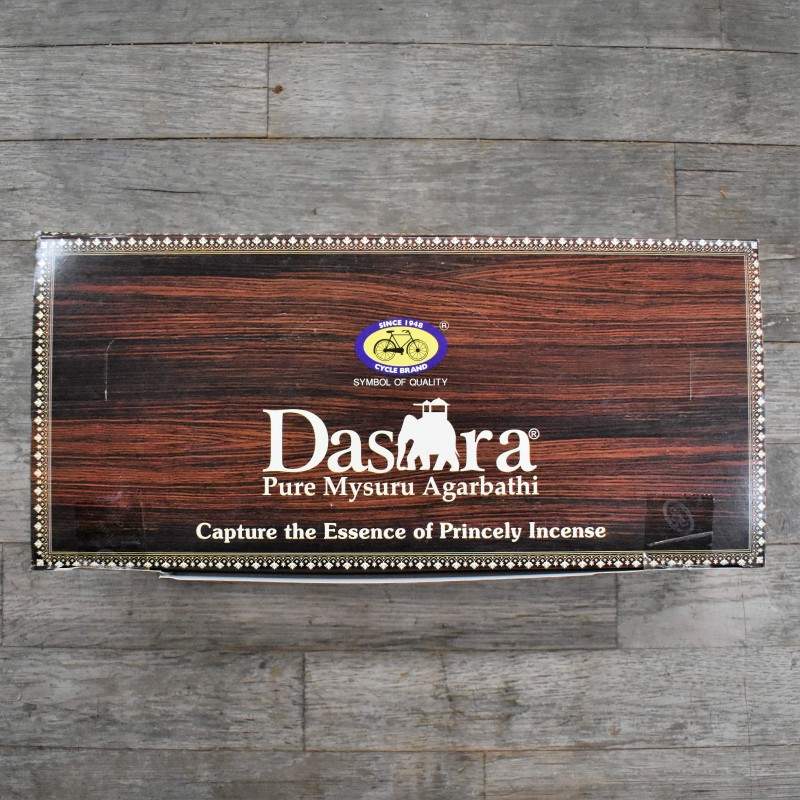 SINCE 1948
®
CYCLE BRAND
SYMBOL OF QUALITY
Dasara®
Pure Mysuru Agarbathi
Capture the Essence of Princely Incense